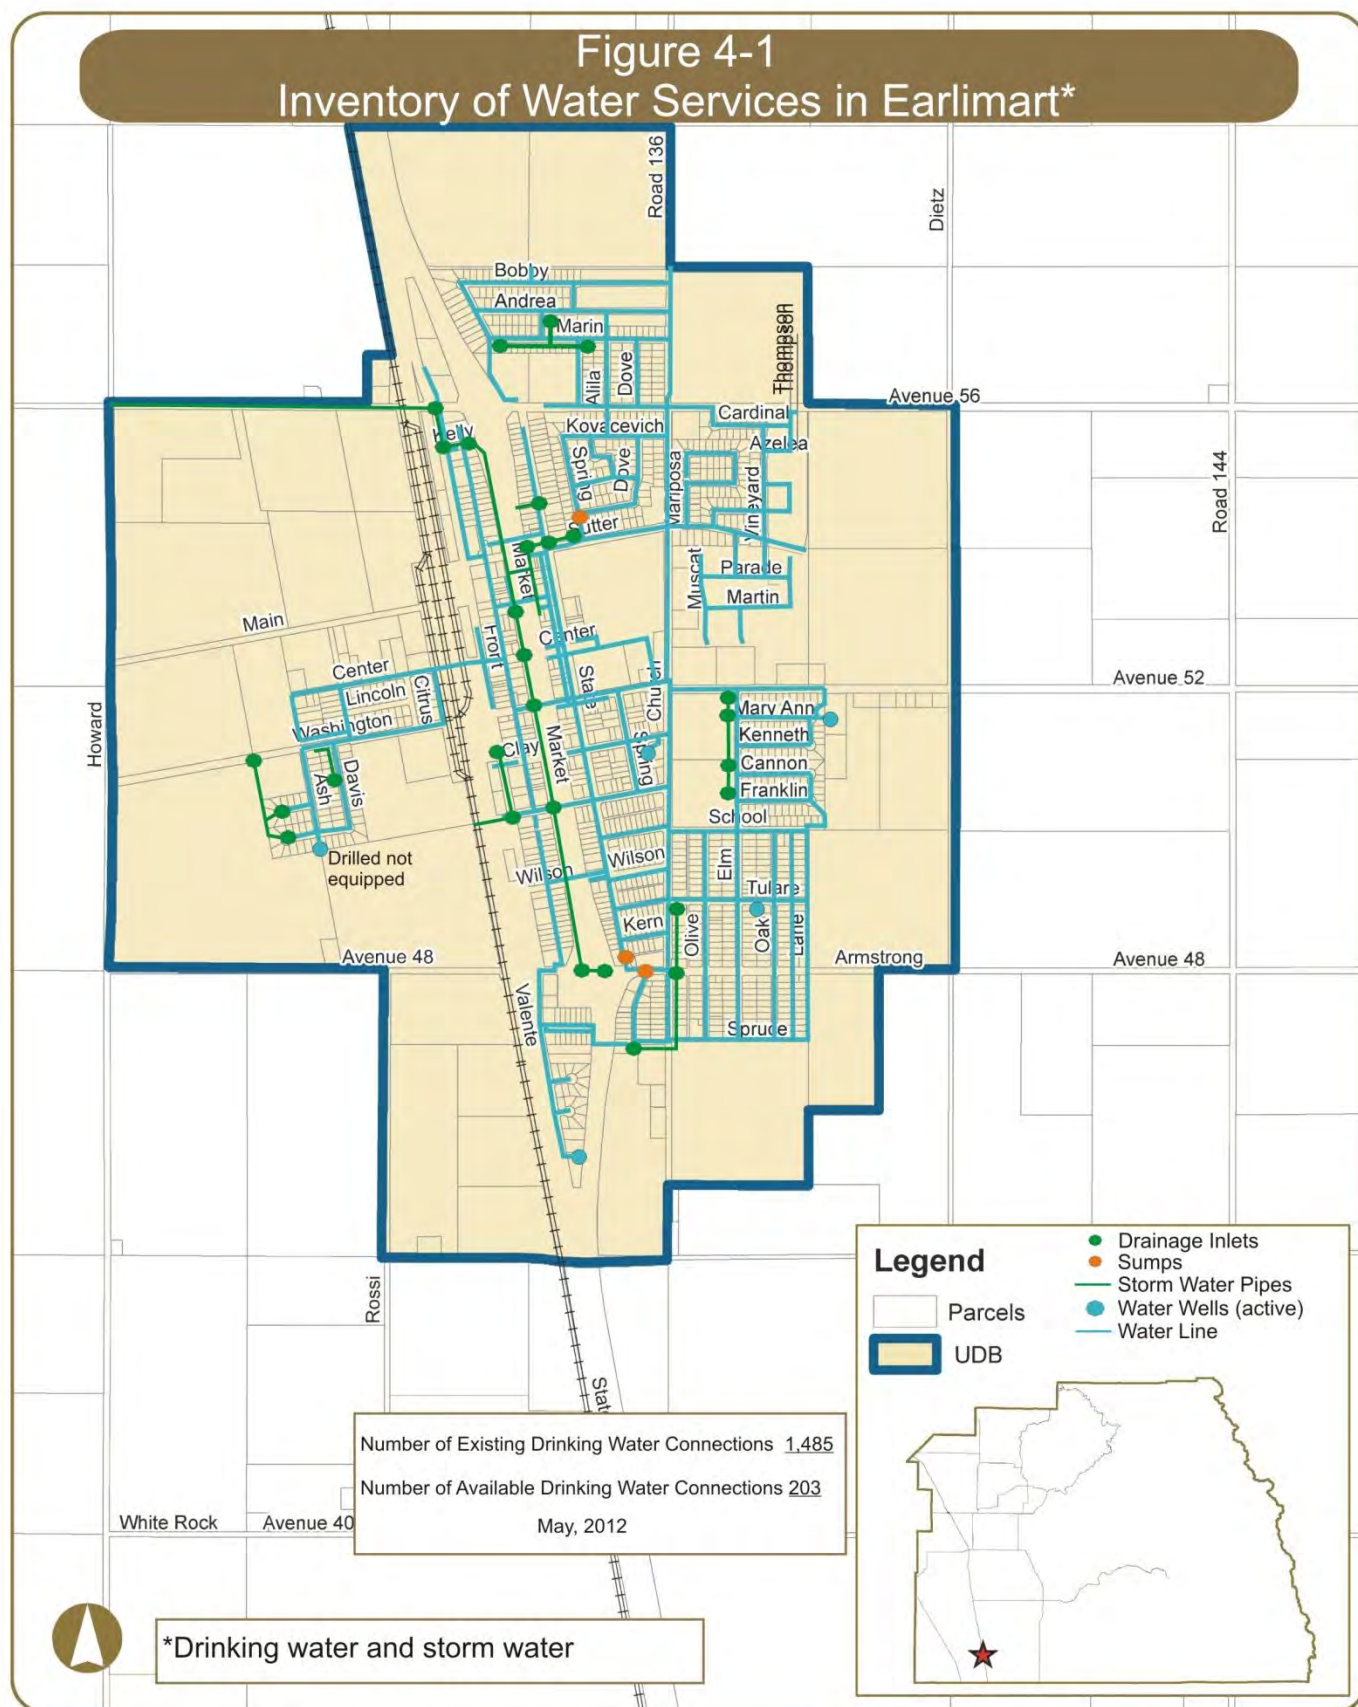 Figure 4-1
Inventory of Water Services in Earlimart*
Road 136
Dietz
Bobby
Andrea
Marin
Thompson
Thompson
Alila
Dove
Avenue 56
Cardinal
Kelly
Kovacevich
Azelea
Spring
Dove
Mariposa
Vineyard
Road 144
Sutter
Market
Muscat
Parade
Martin
Main
Front
Center
Center
State
Church
Avenue 52
Lincoln
Citrus
Washington
Mary Ann
Howard
Kenneth
Clay
Market
Spring
Cannon
Ash
Davis
Franklin
School
Drilled not
equipped
Wilson
Wilson
Elm
Tulare
Kern
Olive
Oak
Lane
Avenue 48
Armstrong
Avenue 48
Valente
Spruce
Rossi
Legend
Drainage Inlets
Sumps
Storm Water Pipes
Water Wells (active)
Water Line
Parcels
UDB
State
Number of Existing Drinking Water Connections 1,485
Number of Available Drinking Water Connections 203
May, 2012
White Rock
Avenue 40
*Drinking water and storm water